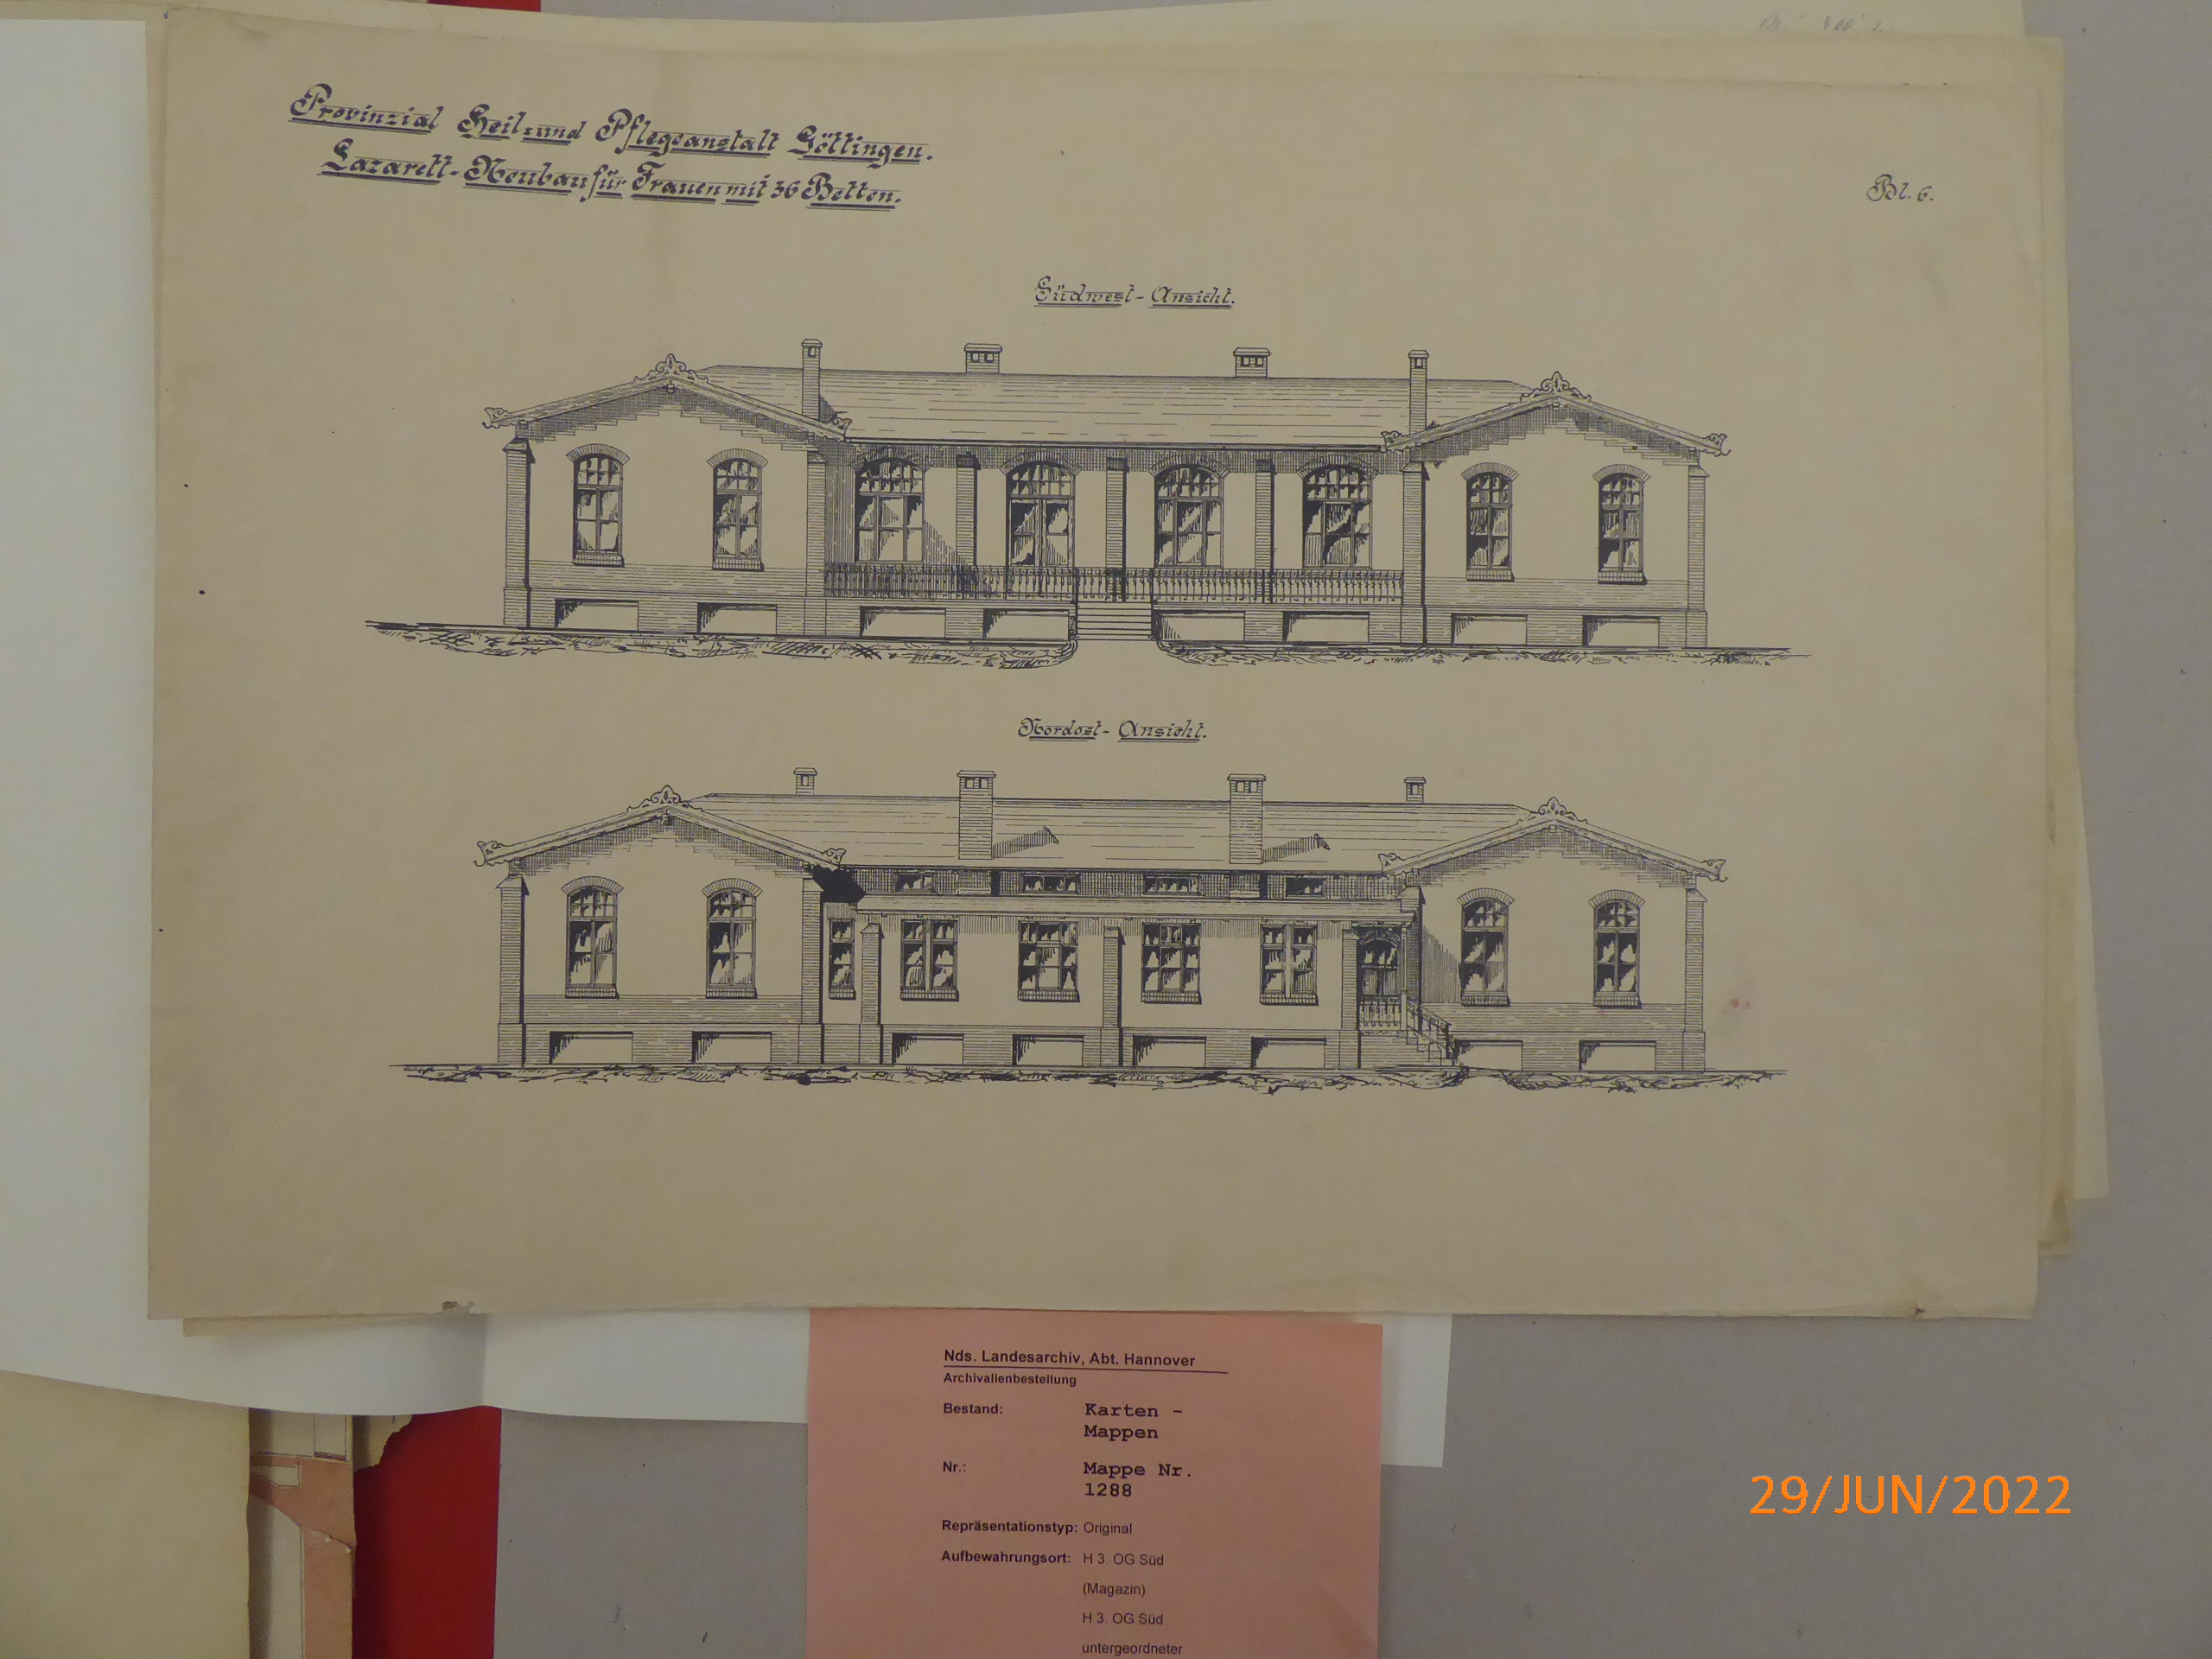 Provinzial Heil- und Pflegeanstalt Göttingen.
Lazarett-Neubau für Frauen mit 36 Betten.
Bl. 6.
Südwest-Ansicht.
Nordost-Ansicht.
Nds. Landesarchiv, Abt. Hannover
Archivalienbestellung
Bestand: Karten -
Mappen
Nr.: Mappe Nr.
1288
Repräsentationstyp: Original
Aufbewahrungsort: H 3. OG Süd
(Magazin)
H 3. OG Süd
untergeordneter
29/JUN/2022